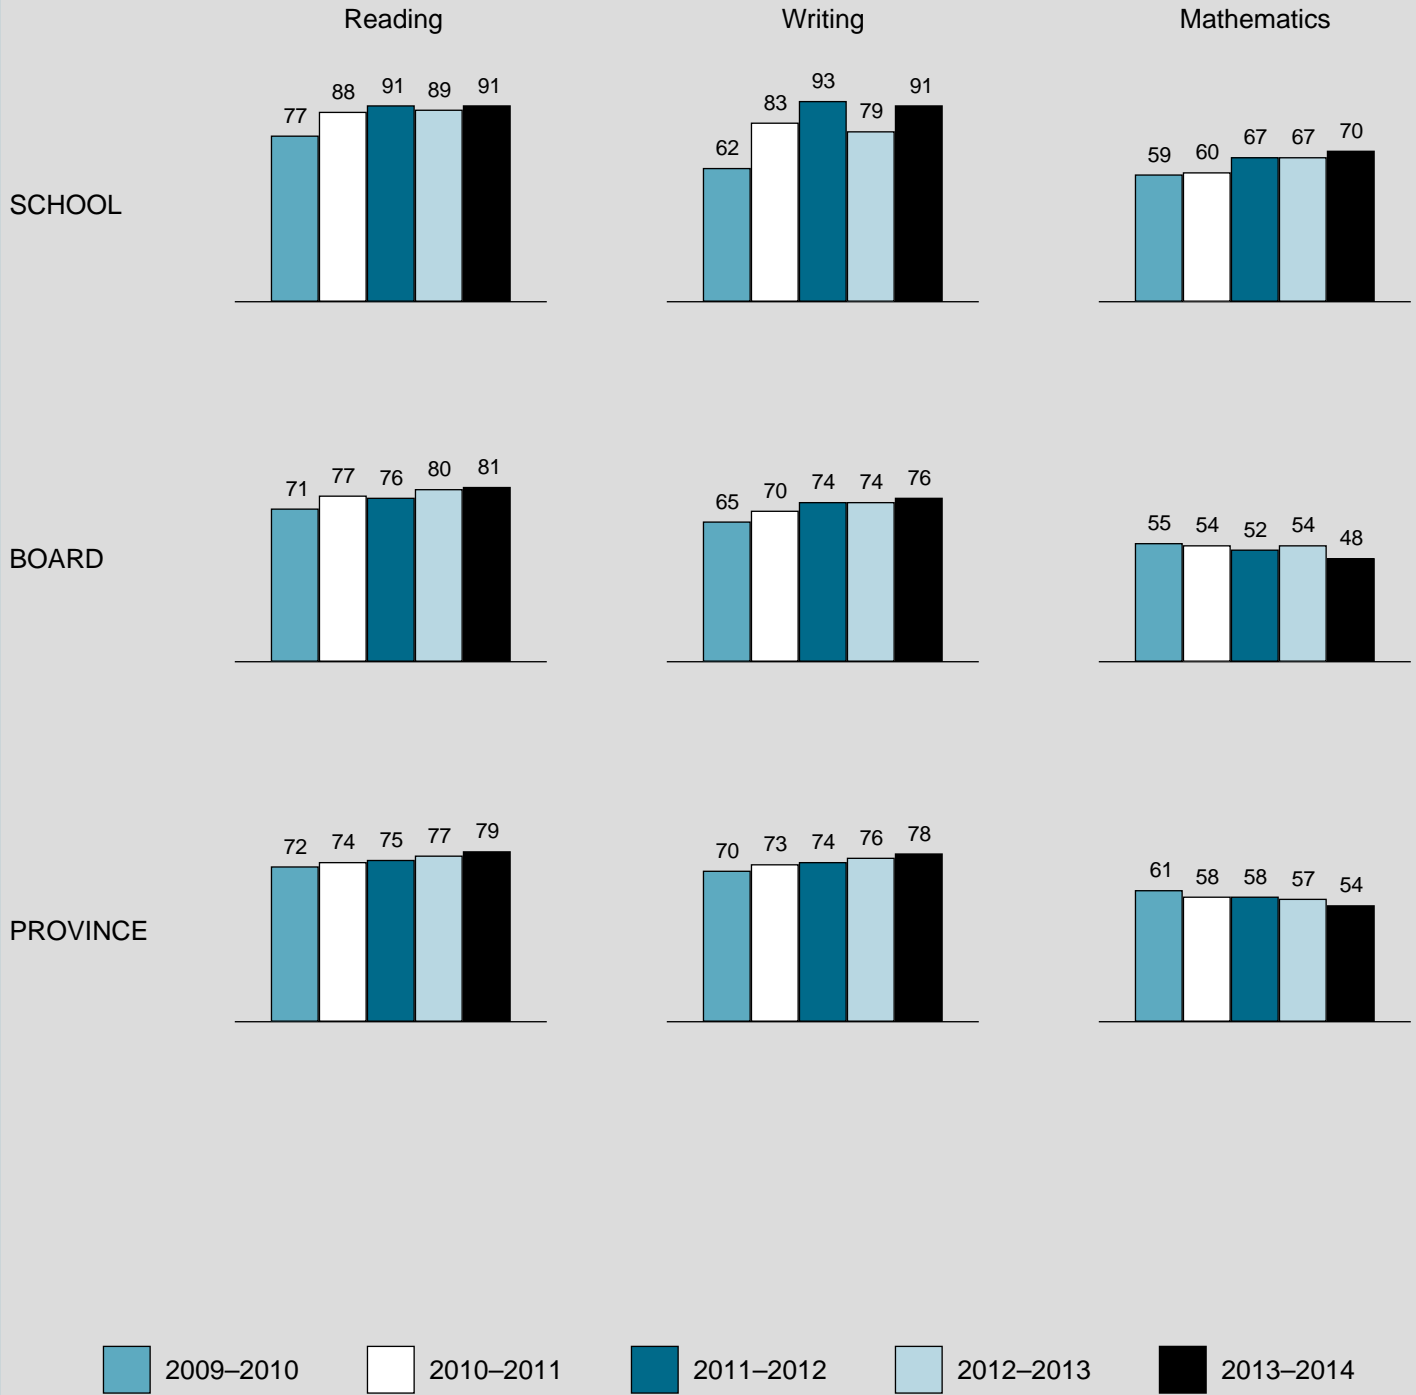 Reading Writing Mathematics
77 88 91 89 91
62 83 93 79 91
59 60 67 67 70
SCHOOL
71 77 76 80 81
65 70 74 74 76
55 54 52 54 48
BOARD
72 74 75 77 79
70 73 74 76 78
61 58 58 57 54
PROVINCE
2009–2010 2010–2011 2011–2012 2012–2013 2013–2014